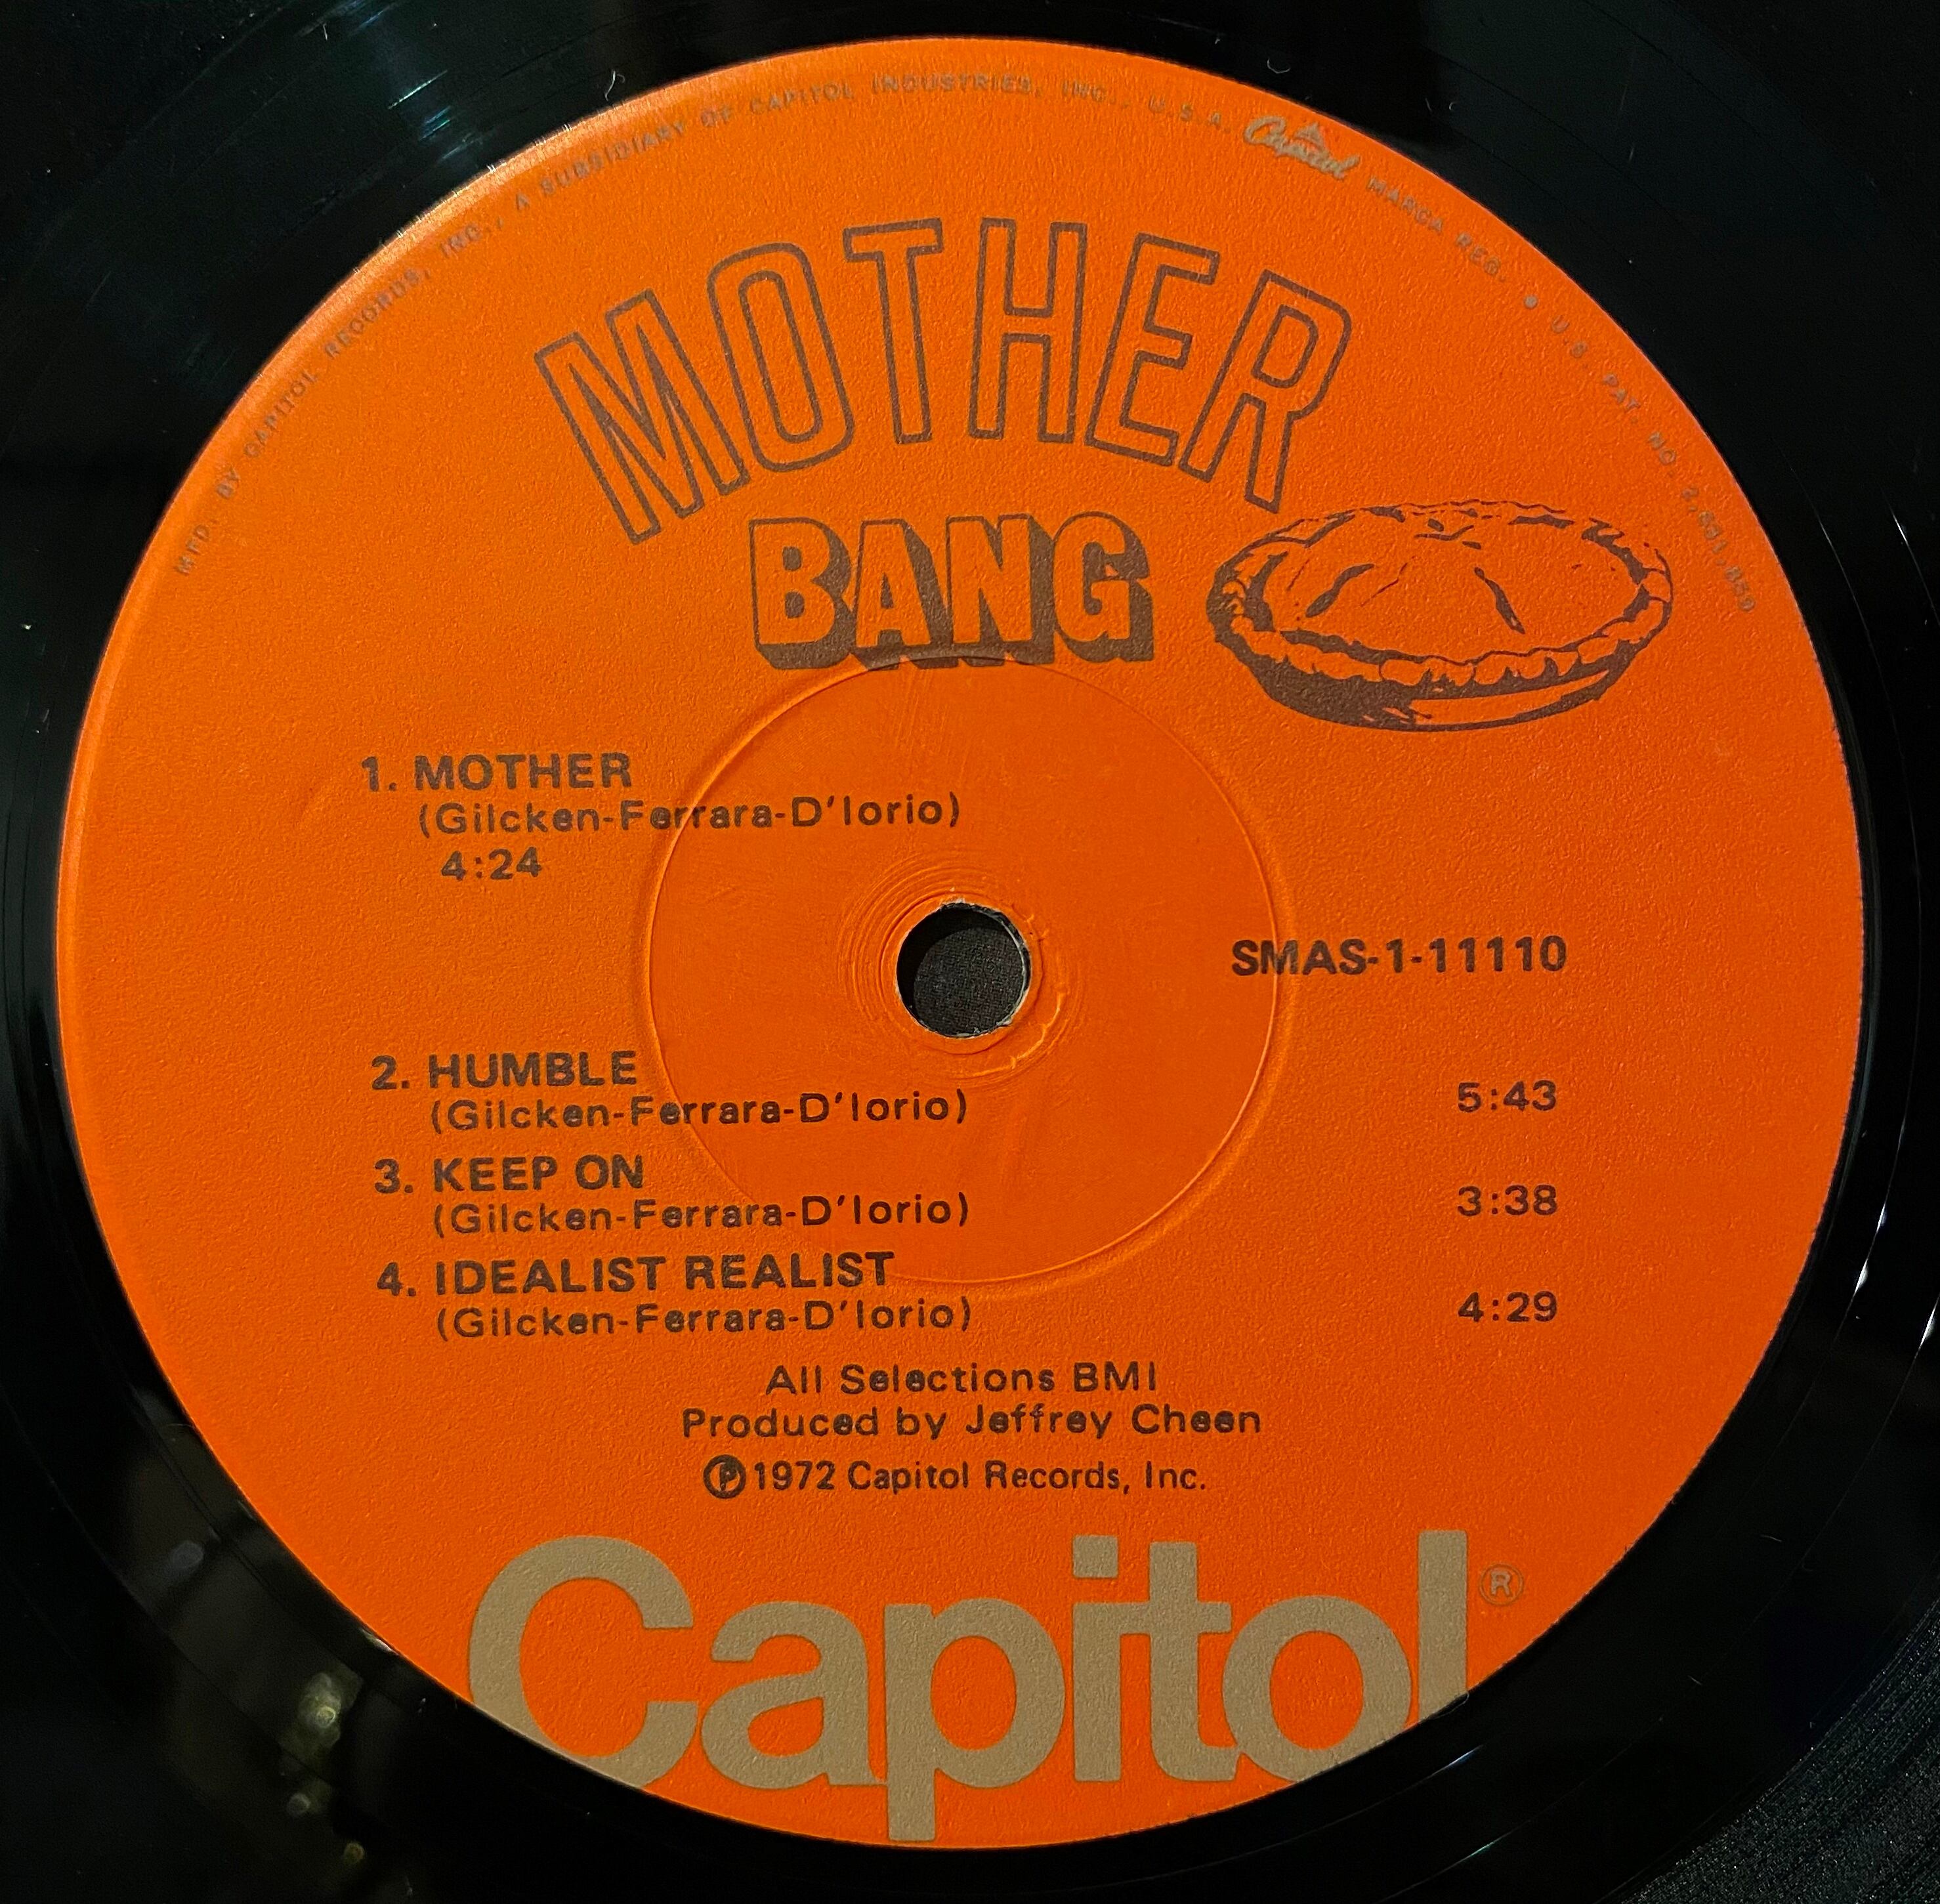 MFD. BY CAPITOL RECORDS, INC., A SUBSIDIARY OF CAPITOL INDUSTRIES, INC., U.S.A. Capitol MARCA REG. • U.S. PAT. NO. 2,631,859
MOTHER
BANG
1. MOTHER
(Gilcken-Ferrara-D'Iorio)
4:24
SMAS-1-11110
2. HUMBLE
(Gilcken-Ferrara-D'Iorio) 5:43
3. KEEP ON
(Gilcken-Ferrara-D'Iorio) 3:38
4. IDEALIST REALIST
(Gilcken-Ferrara-D'Iorio) 4:29
All Selections BMI
Produced by Jeffrey Cheen
℗1972 Capitol Records, Inc.
Capitol®